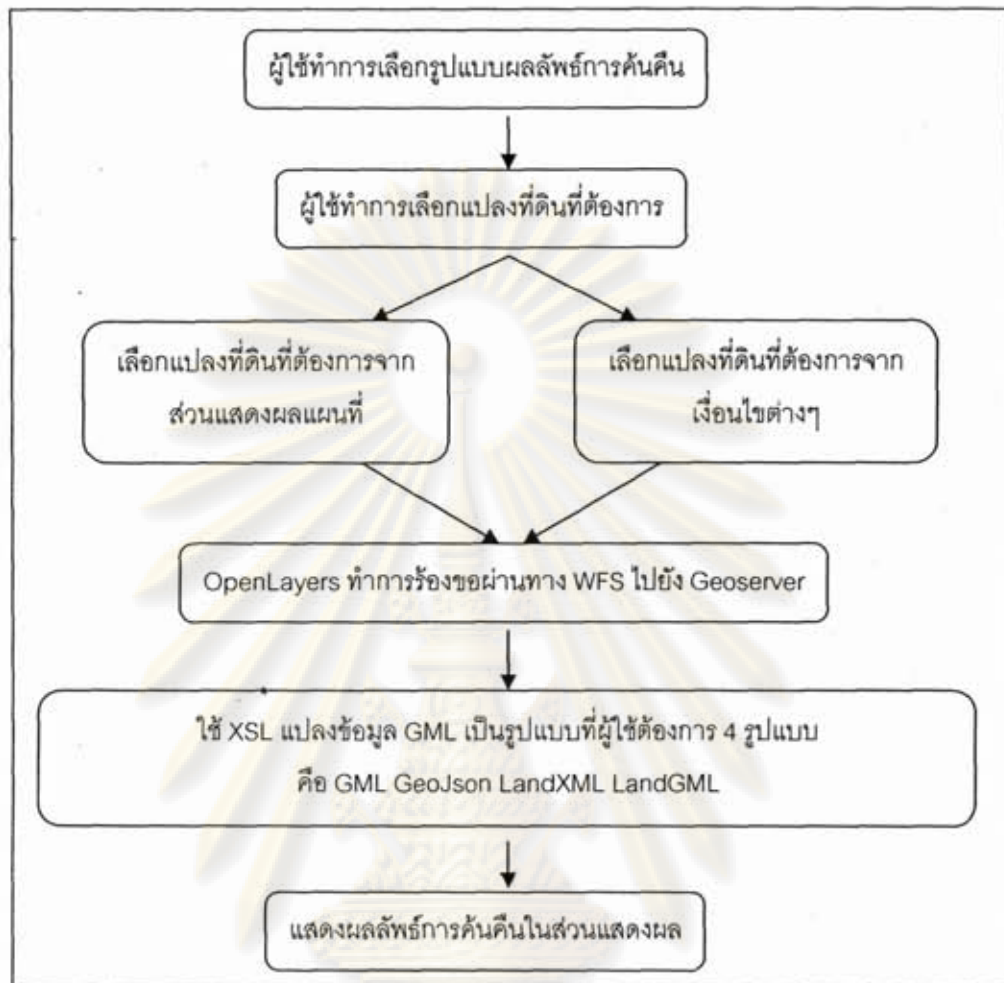 ผู้ใช้ทำการเลือกรูปแบบผลลัพธ์การค้นคืน
ผู้ใช้ทำการเลือกแปลงที่ดินที่ต้องการ
เลือกแปลงที่ดินที่ต้องการจาก
ส่วนแสดงผลแผนที่
เลือกแปลงที่ดินที่ต้องการจาก
เงื่อนไขต่างๆ
OpenLayers ทำการร้องขอผ่านทาง WFS ไปยัง Geoserver
ใช้ XSL แปลงข้อมูล GML เป็นรูปแบบที่ผู้ใช้ต้องการ 4 รูปแบบ
คือ GML GeoJson LandXML LandGML
แสดงผลลัพธ์การค้นคืนในส่วนแสดงผล